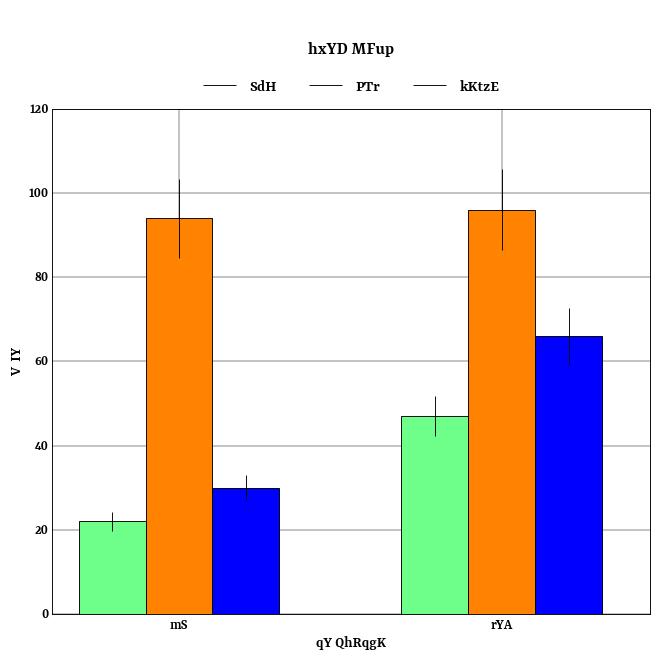 hxYD MFup
SdH PTr kKtzE
120
100
80
60
40
20
0
V IY
mS rYA
qY QhRqgK